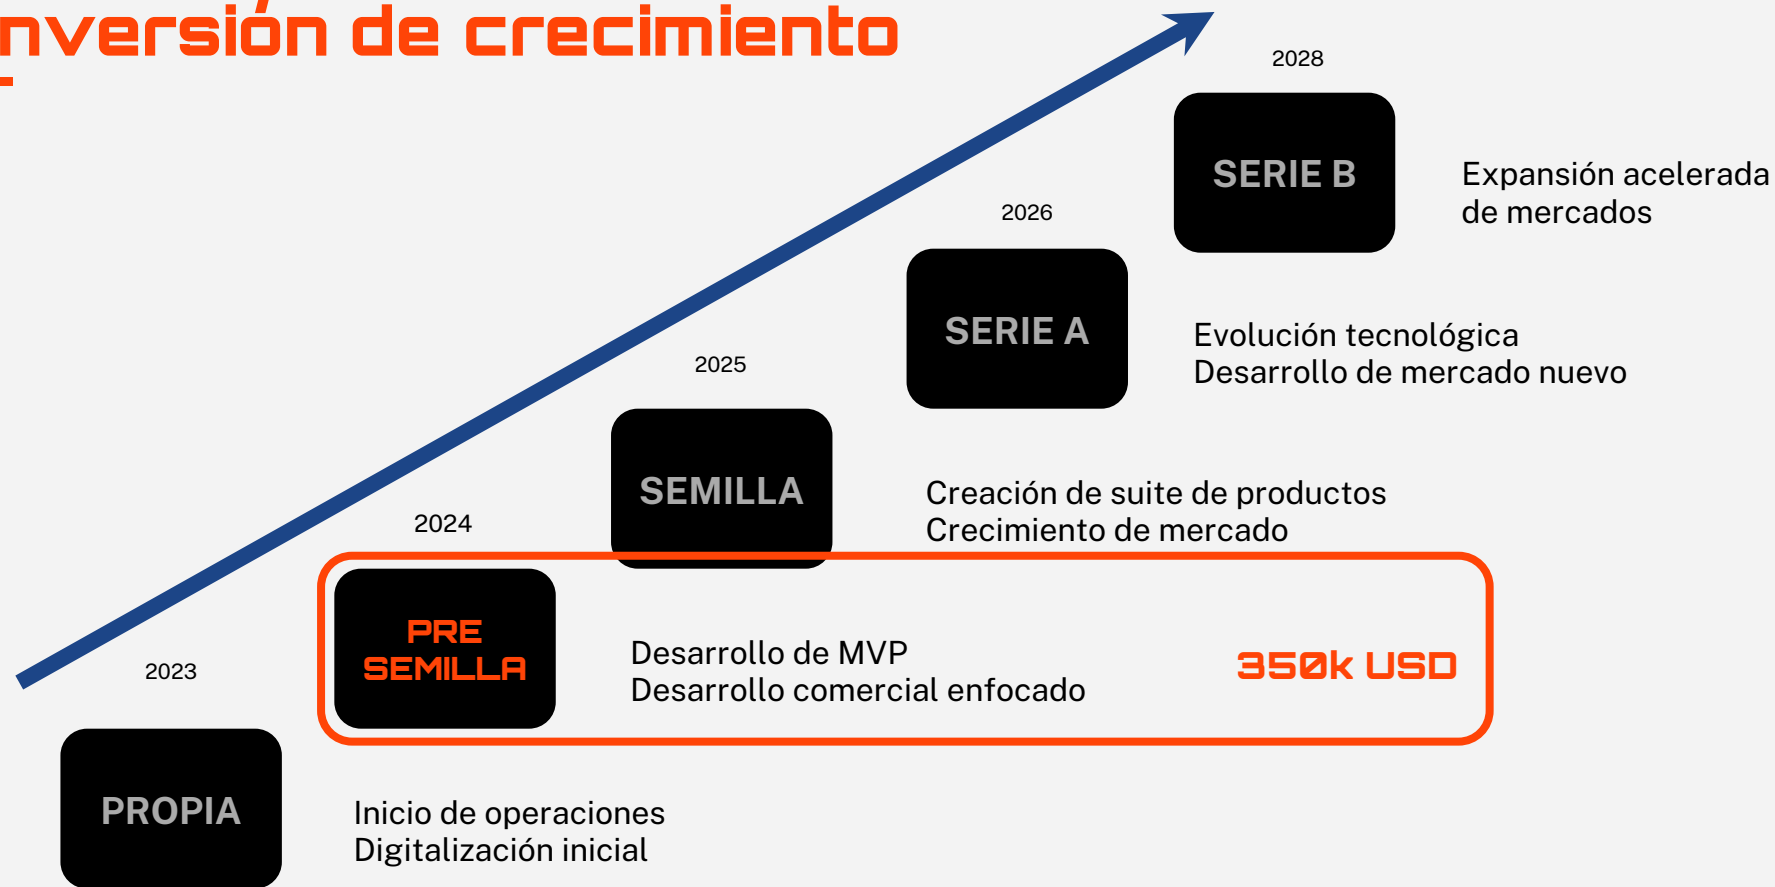 nversión de crecimiento
2028
SERIE B
Expansión acelerada
de mercados
2026
SERIE A
Evolución tecnológica
Desarrollo de mercado nuevo
2025
SEMILLA
Creación de suite de productos
Crecimiento de mercado
2024
PRE
SEMILLA
Desarrollo de MVP
Desarrollo comercial enfocado
350k USD
2023
PROPIA
Inicio de operaciones
Digitalización inicial